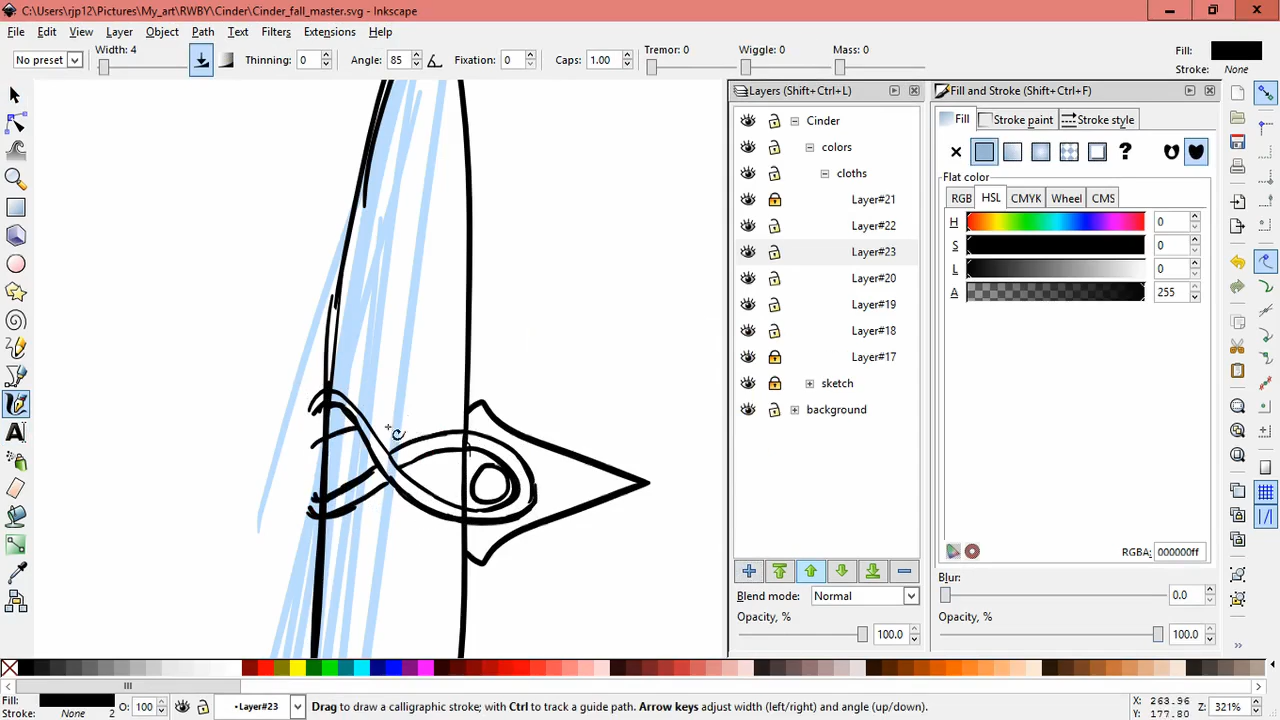 C:\Users\rjp12\Pictures\My_art\RWBY\Cinder\Cinder_fall_master.svg - Inkscape
File Edit View Layer Object Path Filters Text Extensions Help
No preset Width: 4 Thinning: 0 Angle: 85 Fixation: 0 Caps: 1.00 Tremor: 0 Wiggle: 0 Mass: 0 Fill:
Stroke: None
Layers (Shift+Ctrl+L)
Cinder
colors
cloths
Layer#21
Layer#22
Layer#23
Layer#20
Layer#19
Layer#18
Layer#17
sketch
background
Blend mode: Normal
Opacity, %
100.0
Fill and Stroke (Shift+Ctrl+F)
Fill Stroke paint Stroke style
?
Flat color
RGB HSL CMYK Wheel CMS
H 0
S 0
L 0
A 255
RGBA: 000000ff
Blur:
0.0
Opacity, %
100.0
Fill:
Stroke: None 2
O: 100
•Layer#23
Drag to draw a calligraphic stroke; with Ctrl to track a guide path. Arrow keys adjust width (left/right) and angle (up/down).
X: 263.96
Y: 177.80
Z: 321%